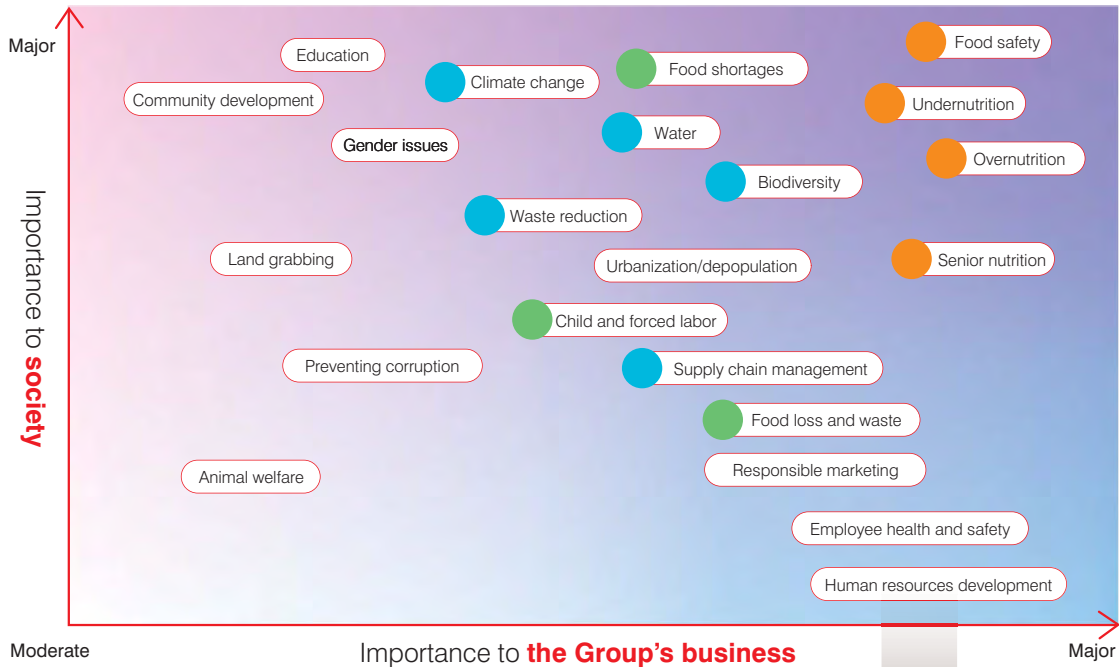 Major
Education
Food safety
Climate change
Food shortages
Community development
Undernutrition
Water
Gender issues
Overnutrition
Biodiversity
Waste reduction
Land grabbing
Urbanization/depopulation
Senior nutrition
Importance to society
Child and forced labor
Preventing corruption
Supply chain management
Food loss and waste
Responsible marketing
Animal welfare
Employee health and safety
Human resources development
Moderate
Importance to the Group's business
Major